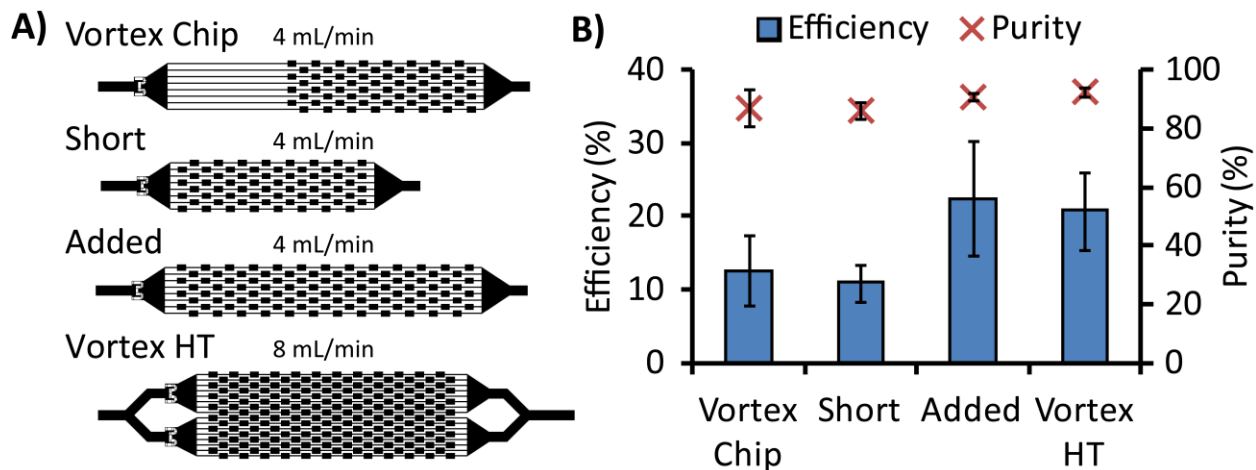 A)
Vortex Chip 4 mL/min
Short 4 mL/min
Added 4 mL/min
Vortex HT 8 mL/min
B)
Efficiency Purity
40
30
20
10
0
Efficiency (%)
100
80
60
40
20
0
Purity (%)
Vortex Short Added Vortex
Chip HT